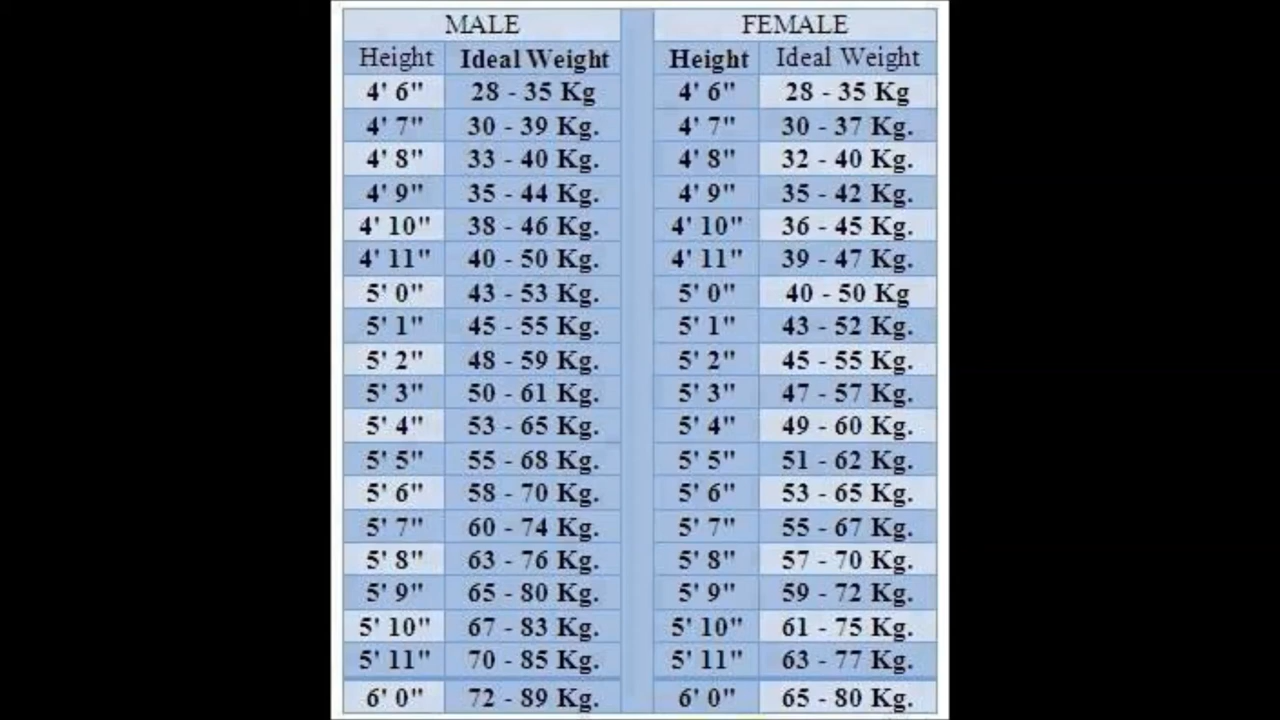 MALE FEMALE
Height Ideal Weight Height Ideal Weight
4' 6" 28 - 35 Kg 4' 6" 28 - 35 Kg
4' 7" 30 - 39 Kg. 4' 7" 30 - 37 Kg.
4' 8" 33 - 40 Kg. 4' 8" 32 - 40 Kg.
4' 9" 35 - 44 Kg. 4' 9" 35 - 42 Kg.
4' 10" 38 - 46 Kg. 4' 10" 36 - 45 Kg.
4' 11" 40 - 50 Kg. 4' 11" 39 - 47 Kg.
5' 0" 43 - 53 Kg. 5' 0" 40 - 50 Kg
5' 1" 45 - 55 Kg. 5' 1" 43 - 52 Kg.
5' 2" 48 - 59 Kg. 5' 2" 45 - 55 Kg.
5' 3" 50 - 61 Kg. 5' 3" 47 - 57 Kg.
5' 4" 53 - 65 Kg. 5' 4" 49 - 60 Kg.
5' 5" 55 - 68 Kg. 5' 5" 51 - 62 Kg.
5' 6" 58 - 70 Kg. 5' 6" 53 - 65 Kg.
5' 7" 60 - 74 Kg. 5' 7" 55 - 67 Kg.
5' 8" 63 - 76 Kg. 5' 8" 57 - 70 Kg.
5' 9" 65 - 80 Kg. 5' 9" 59 - 72 Kg.
5' 10" 67 - 83 Kg. 5' 10" 61 - 75 Kg.
5' 11" 70 - 85 Kg. 5' 11" 63 - 77 Kg.
6' 0" 72 - 89 Kg. 6' 0" 65 - 80 Kg.